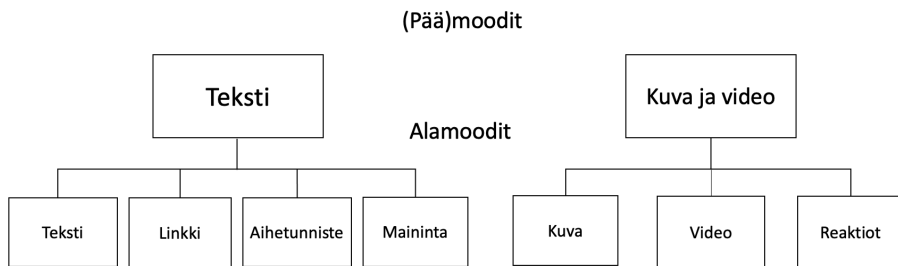 (Pää)moodit
Teksti
Kuva ja video
Alamoodit
Teksti
Linkki
Aihetunniste
Maininta
Kuva
Video
Reaktiot